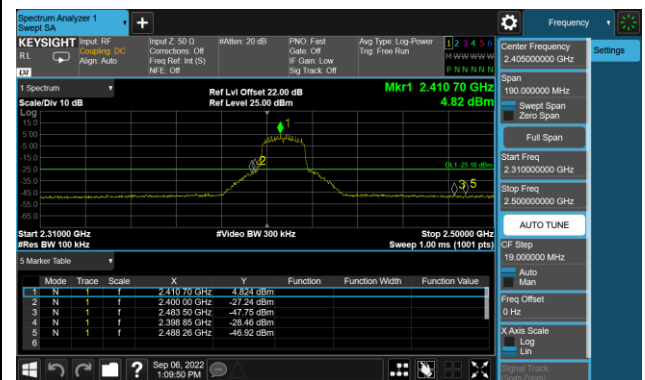 Spectrum Analyzer 1
Swept SA
Frequency
KEYSIGHT Input: RF
RL Coupling: DC
Align: Auto
Input Z: 50 Ω
Corrections: Off
Freq Ref: Int (S)
NFE: Off
#Atten: 20 dB
PNO: Fast
Gate: Off
IF Gain: Low
Sig Track: Off
Avg Type: Log-Power
Trig: Free Run
1 2 3 4 5 6
M W W W W W
P N N N N N
Center Frequency
2.405000000 GHz
Settings
Span
190.000000 MHz
Swept Span
Zero Span
Full Span
Start Freq
2.310000000 GHz
Stop Freq
2.500000000 GHz
AUTO TUNE
CF Step
19.000000 MHz
Auto
Man
Freq Offset
0 Hz
X Axis Scale
Log
Lin
Signal Track
(Span Zoom)
1 Spectrum
Scale/Div 10 dB
Ref Lvl Offset 22.00 dB
Ref Level 25.00 dBm
Mkr1 2.410 70 GHz
4.82 dBm
Log
15.0
5.00
-5.00
-15.0
-25.0
-35.0
-45.0
-55.0
-65.0
1
2
3
5
DL1 -25.18 dBm
Start 2.31000 GHz
#Res BW 100 kHz
#Video BW 300 kHz
Stop 2.50000 GHz
Sweep 1.00 ms (1001 pts)
5 Marker Table
Mode Trace Scale X Y Function Function Width Function Value
1 N 1 f 2.410 70 GHz 4.824 dBm
2 N 1 f 2.400 00 GHz -27.24 dBm
3 N 1 f 2.483 50 GHz -47.75 dBm
4 N 1 f 2.398 85 GHz -28.46 dBm
5 N 1 f 2.488 26 GHz -46.92 dBm
6
?
Sep 06, 2022
1:09:50 PM